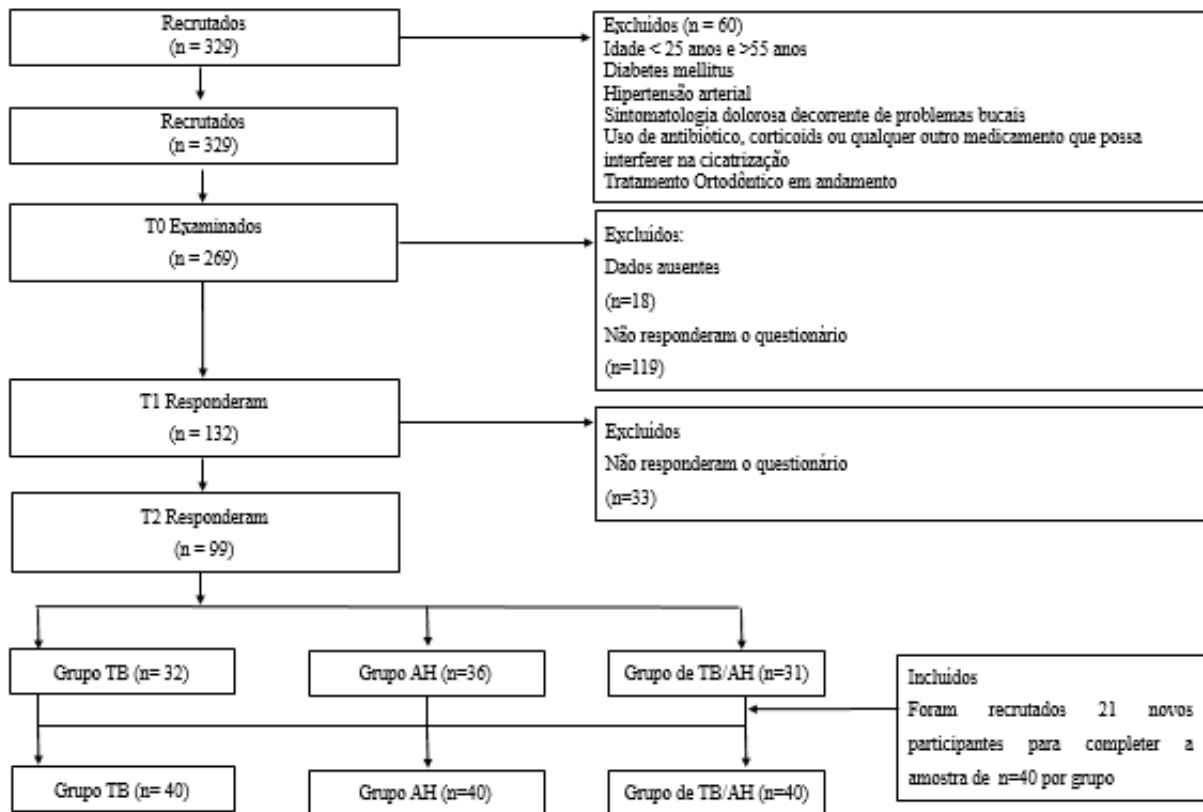 Recrutados
(n = 329)
Recrutados
(n = 329)
T0 Examinados
(n = 269)
T1 Responderam
(n = 132)
T2 Responderam
(n = 99)
Excluídos (n = 60)
Idade < 25 anos e >55 anos
Diabetes mellitus
Hipertensão arterial
Sintomatologia dolorosa decorrente de problemas bucais
Uso de antibiótico, corticoids ou qualquer outro medicamento que possa
interferer na cicatrização
Tratamento Ortodôntico em andamento
Excluídos:
Dados ausentes
(n=18)
Não responderam o questionário
(n=119)
Excluídos
Não responderam o questionário
(n=33)
Grupo TB (n= 32)
Grupo AH (n=36)
Grupo de TB/AH (n=31)
Incluídos
Foram recrutados 21 novos
participantes para completer a
amostra de n=40 por grupo
Grupo TB (n= 40)
Grupo AH (n=40)
Grupo de TB/AH (n=40)